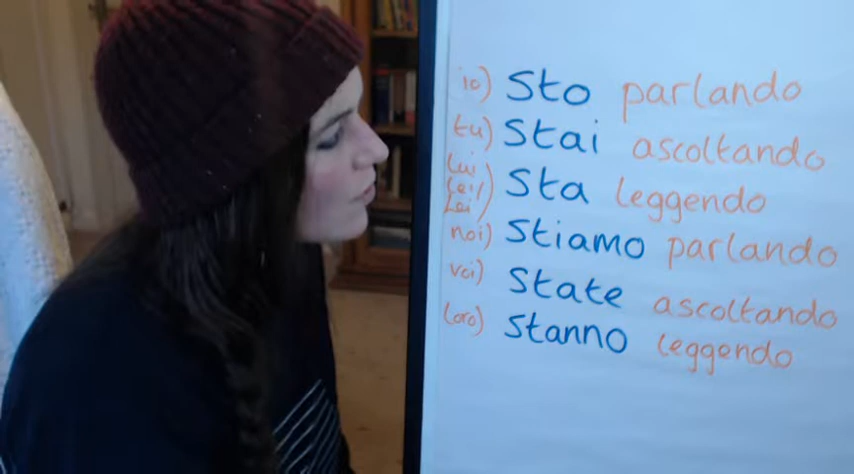 io) Sto parlando
tu) Stai ascoltando
lui/lei/Lei) Sta leggendo
noi) Stiamo parlando
voi) State ascoltando
loro) Stanno leggendo